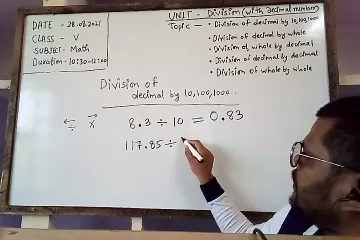 DATE - 28.08.2021
CLASS - V
SUBJECT - Math
Duration - 10:30-12:00
UNIT - Division (with decimal number)
Topic - • Division of decimal by 10,100,1000
• Division of decimal by whole
• Division of whole by decimal
• Division of decimal by decimal
• Division of whole by whole
Division of
decimal by 10,100,1000..
← ÷ → x
8.3 ÷ 10 = 0.83
117.85 ÷